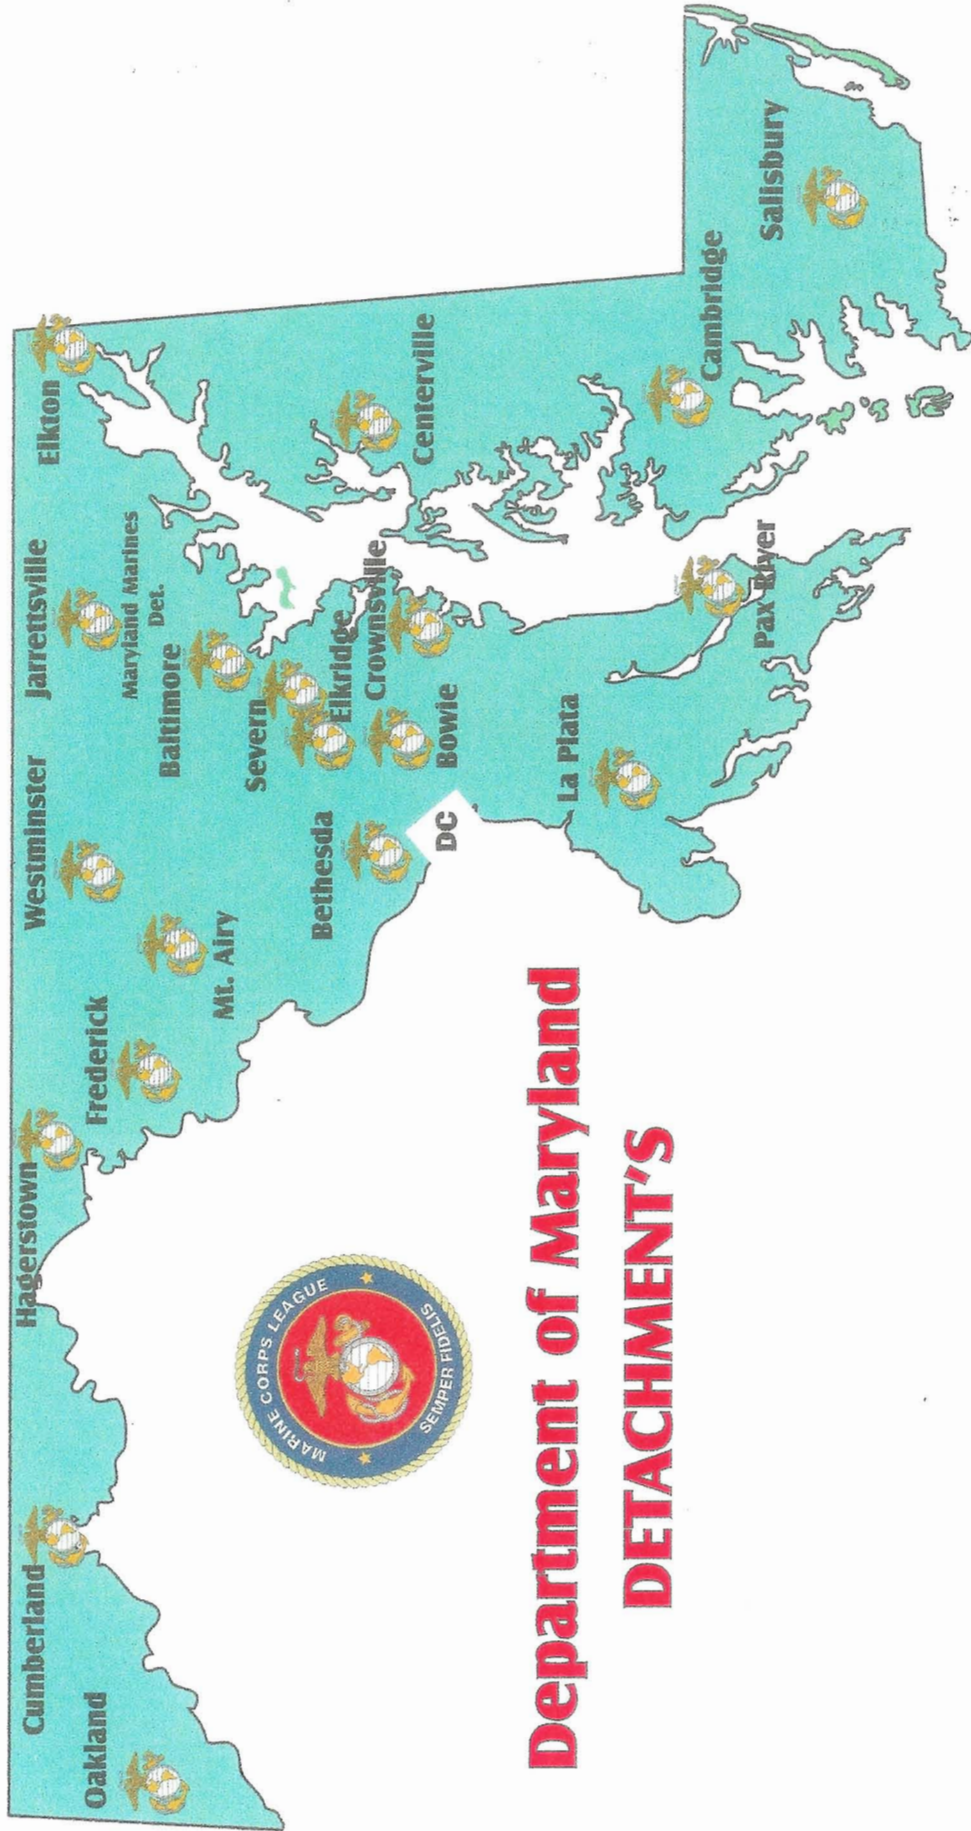 Oakland
Cumberland
Hagerstown
Frederick
Mt. Airy
Westminster
Jarrettsville
Maryland Marines
Det.
Elkton
Baltimore
Severn
Elkridge
Crownsville
Bethesda
DC
Bowie
Centerville
La Plata
Pax River
Cambridge
Salisbury
MARINE CORPS LEAGUE
SEMPER FIDELIS
Department of Maryland
DETACHMENT'S